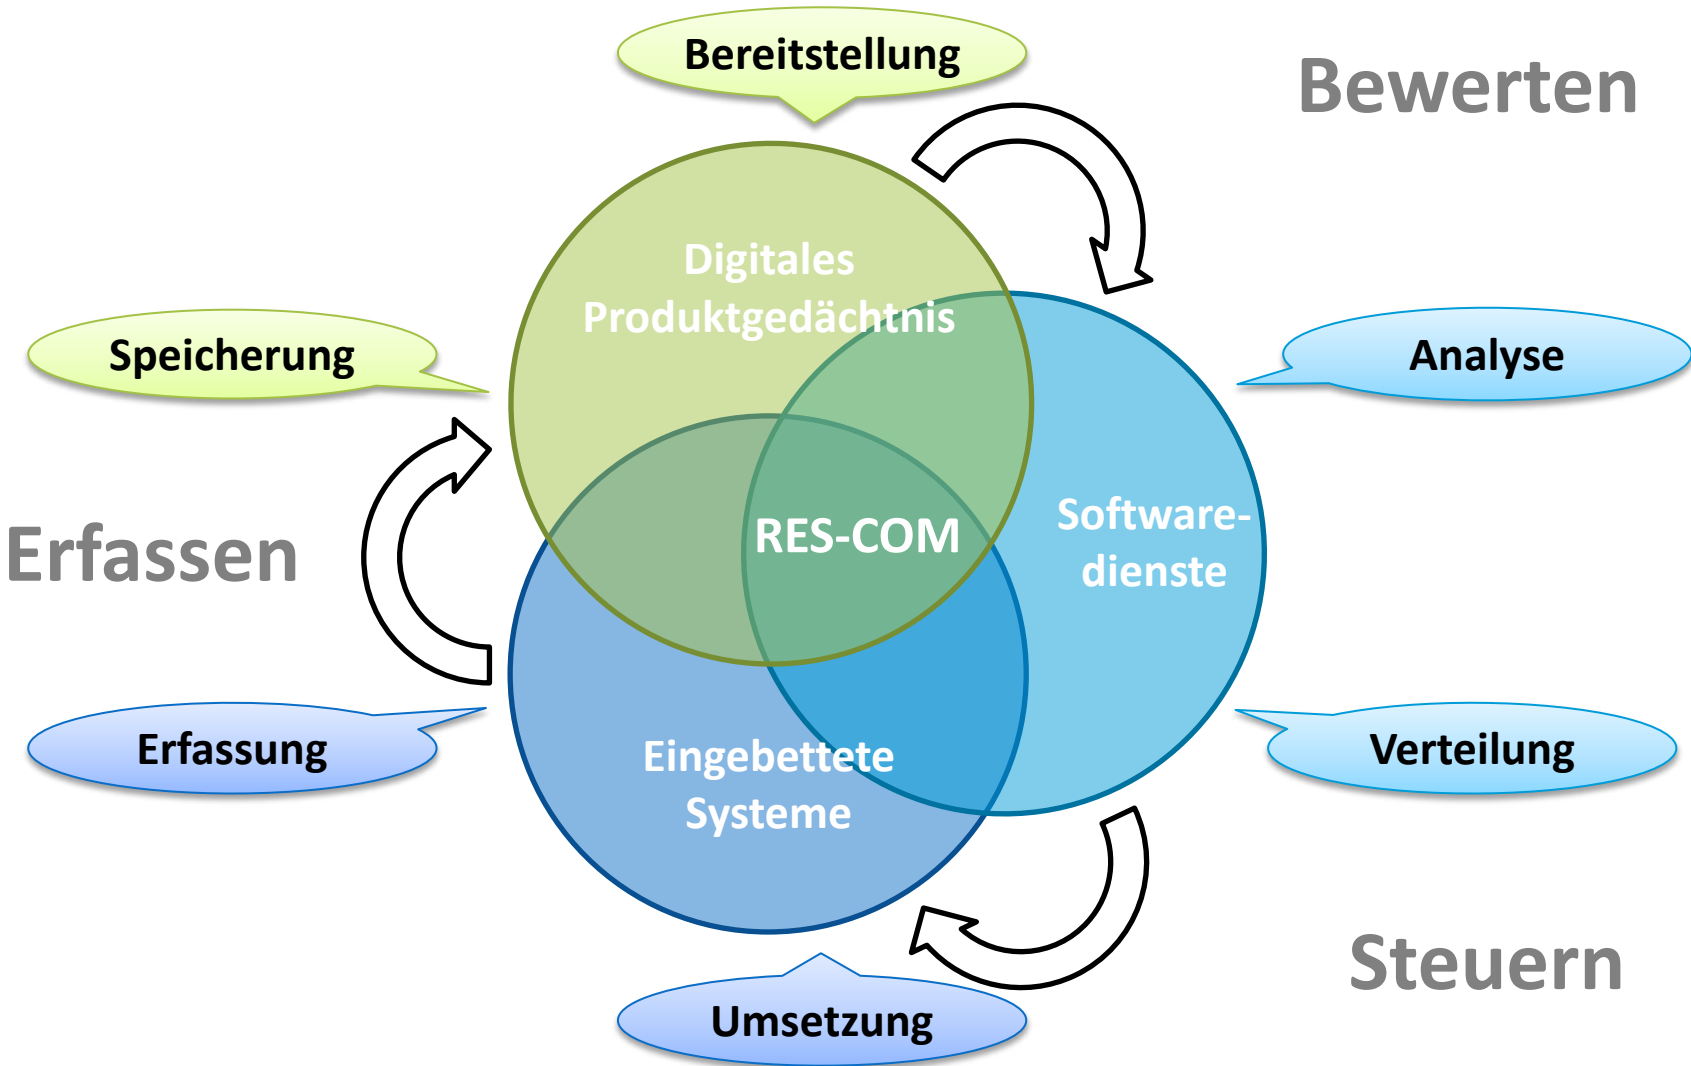 Bereitstellung
Bewerten
Digitales
Produktgedächtnis
Speicherung
Analyse
Software-
dienste
RES-COM
Erfassen
Erfassung
Eingebettete
Systeme
Verteilung
Steuern
Umsetzung